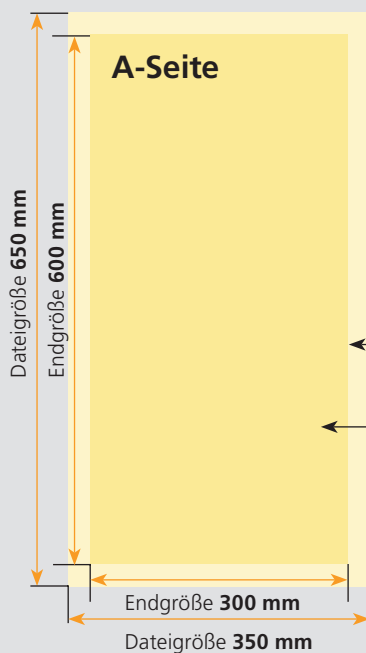 A-Seite
Dateigröße 650 mm
Endgröße 600 mm
Endgröße 300 mm
Dateigröße 350 mm